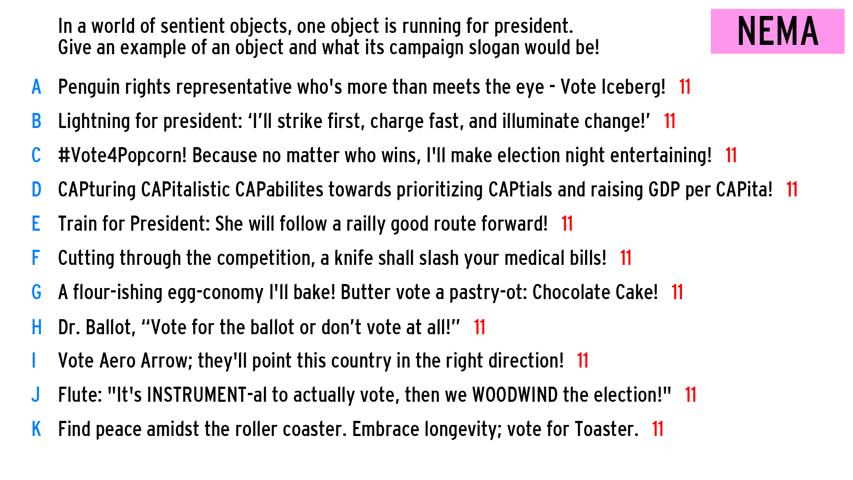 In a world of sentient objects, one object is running for president.
Give an example of an object and what its campaign slogan would be!
NEMA
A Penguin rights representative who's more than meets the eye - Vote Iceberg! 11
B Lightning for president: ‘I’ll strike first, charge fast, and illuminate change!’ 11
C #Vote4Popcorn! Because no matter who wins, I'll make election night entertaining! 11
D CAPturing CAPitalistic CAPabilites towards prioritizing CAPtials and raising GDP per CAPita! 11
E Train for President: She will follow a railly good route forward! 11
F Cutting through the competition, a knife shall slash your medical bills! 11
G A flour-ishing egg-conomy I'll bake! Butter vote a pastry-ot: Chocolate Cake! 11
H Dr. Ballot, “Vote for the ballot or don’t vote at all!” 11
I Vote Aero Arrow; they'll point this country in the right direction! 11
J Flute: "It's INSTRUMENT-al to actually vote, then we WOODWIND the election!" 11
K Find peace amidst the roller coaster. Embrace longevity; vote for Toaster. 11